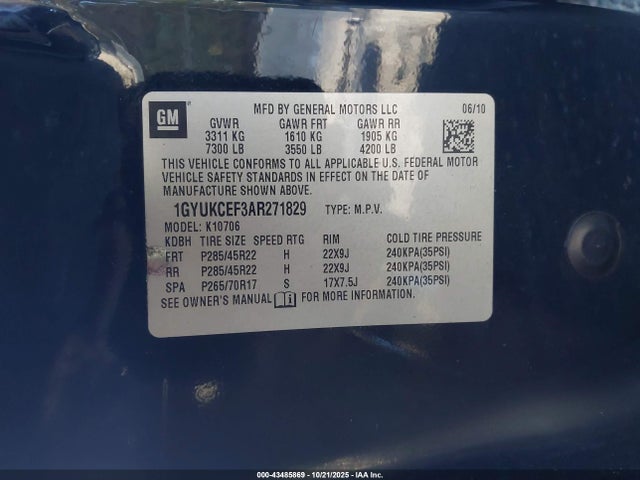 GM
MFD BY GENERAL MOTORS LLC 06/10
GVWR GAWR FRT GAWR RR
3311 KG 1610 KG 1905 KG
7300 LB 3550 LB 4200 LB
THIS VEHICLE CONFORMS TO ALL APPLICABLE U.S. FEDERAL MOTOR
VEHICLE SAFETY STANDARDS IN EFFECT ON THE DATE OF
MANUFACTURE SHOWN ABOVE.
1GYUKCEF3AR271829 TYPE: M.P.V.
MODEL: K10706
KDBH TIRE SIZE SPEED RTG RIM COLD TIRE PRESSURE
FRT P285/45R22 H 22X9J 240KPA(35PSI)
RR P285/45R22 H 22X9J 240KPA(35PSI)
SPA P265/70R17 S 17X7.5J 240KPA(35PSI)
SEE OWNER'S MANUAL FOR MORE INFORMATION.
000-43485869 - 10/21/2025 - IAAI.COM